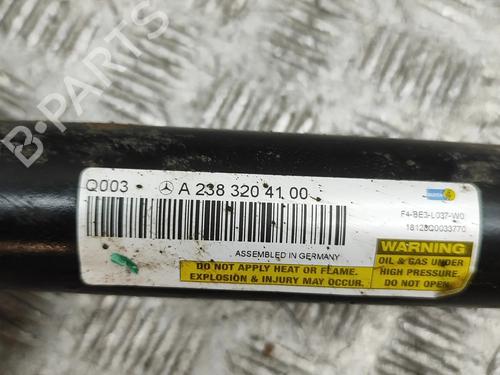 B-PARTS
Q003 A 238 320 41 00
F4-BE3-L037-W0
18128Q0033770
ASSEMBLED IN GERMANY
WARNING
OIL & GAS UNDER
HIGH PRESSURE.
DO NOT OPEN.
DO NOT APPLY HEAT OR FLAME.
EXPLOSION & INJURY MAY OCCUR.